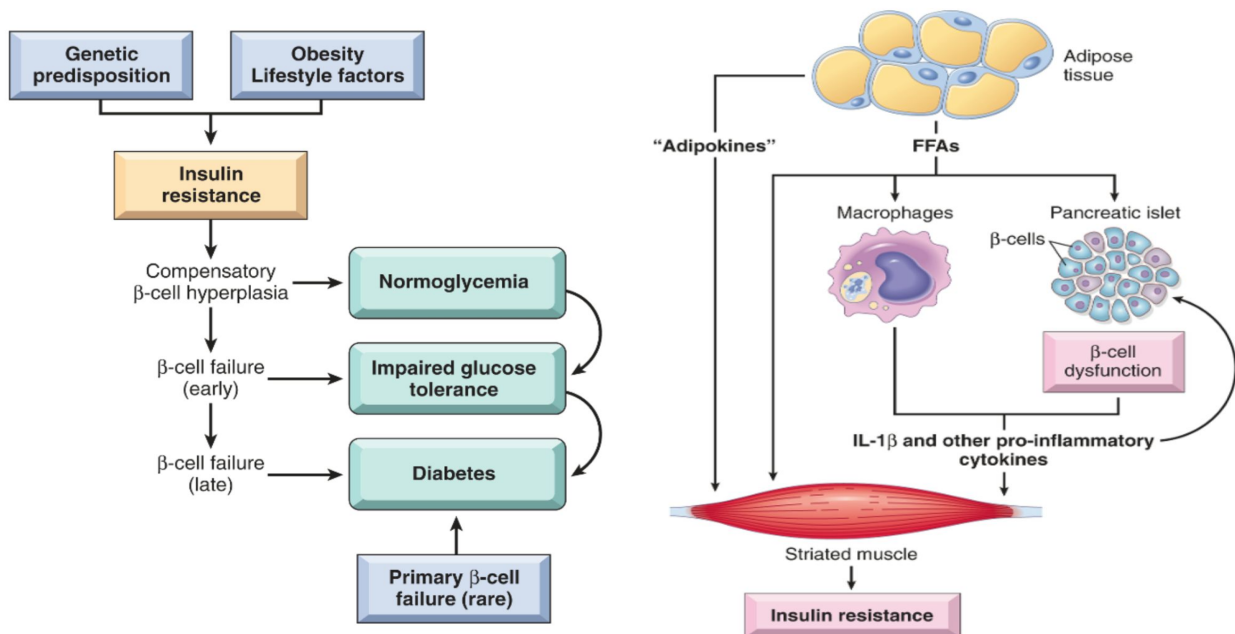 Genetic
predisposition
Obesity
Lifestyle factors
Insulin
resistance
Compensatory
β-cell hyperplasia
Normoglycemia
β-cell failure
(early)
Impaired glucose
tolerance
β-cell failure
(late)
Diabetes
Primary β-cell
failure (rare)
Adipose
tissue
“Adipokines”
FFAs
Macrophages
Pancreatic islet
β-cells
β-cell
dysfunction
IL-1β and other pro-inflammatory
cytokines
Striated muscle
Insulin resistance